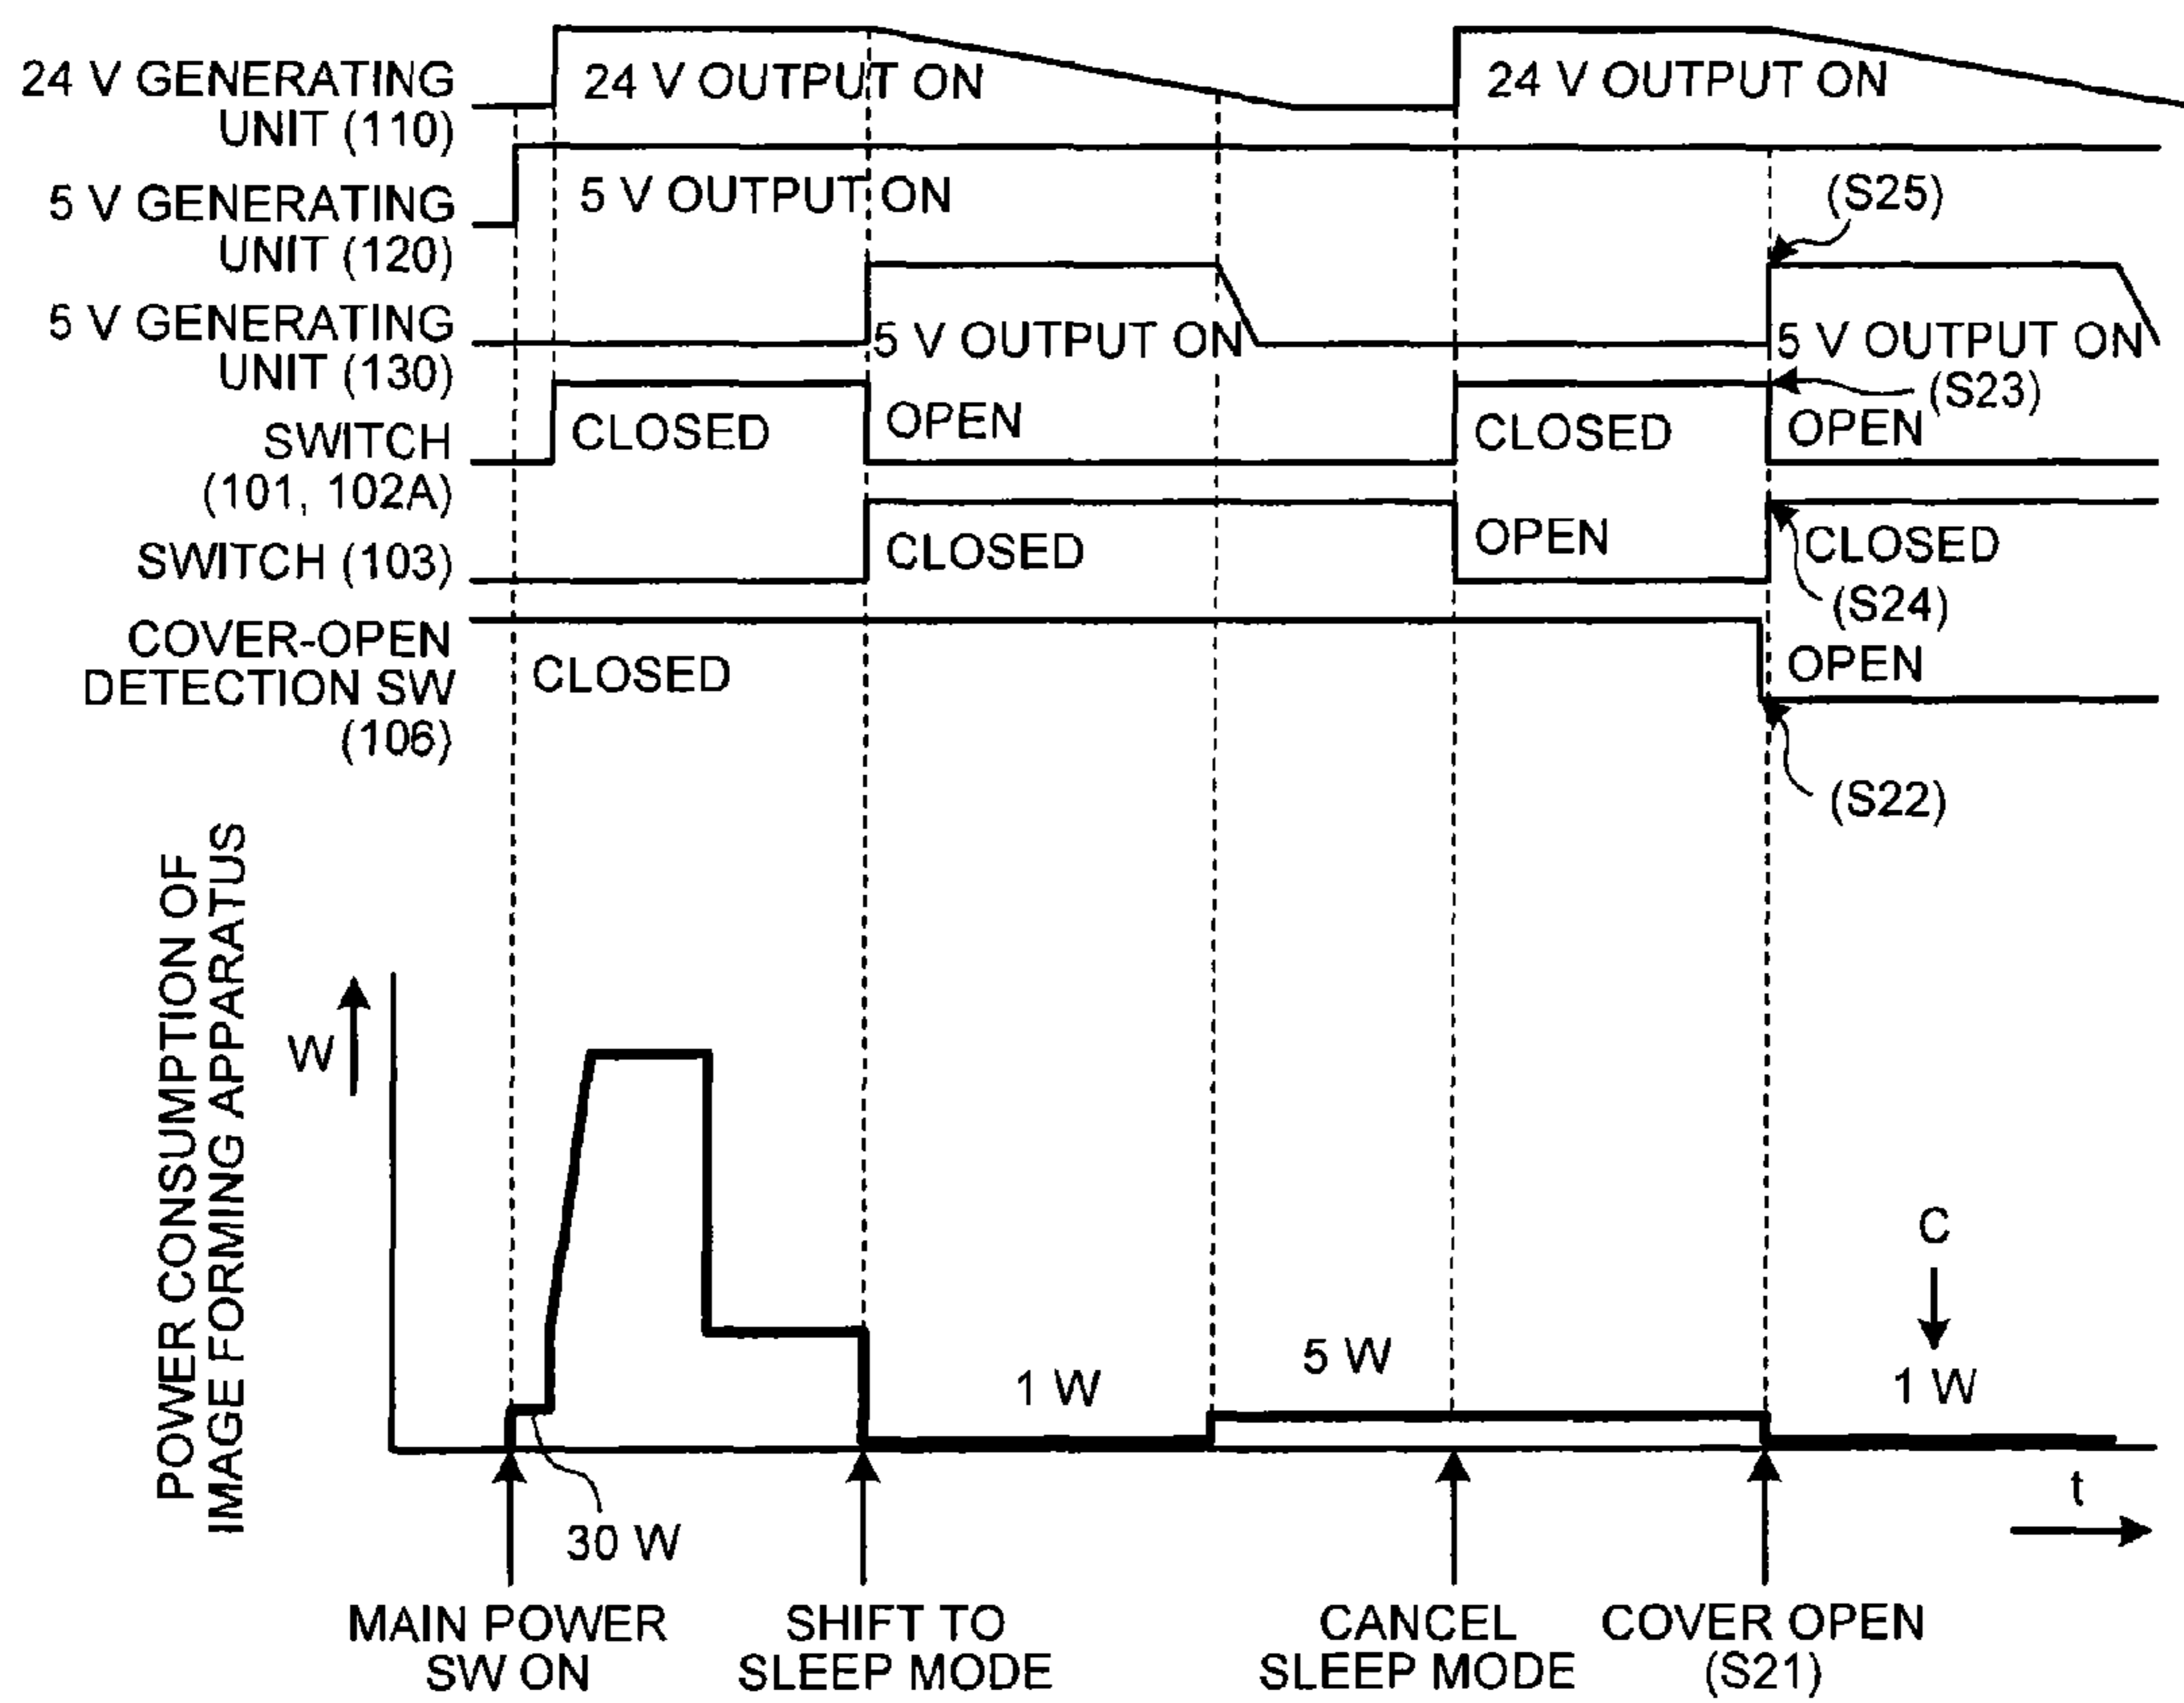 24 V GENERATING
UNIT (110)
24 V OUTPUT ON
24 V OUTPUT ON
5 V GENERATING
UNIT (120)
5 V OUTPUT ON
(S25)
5 V GENERATING
UNIT (130)
5 V OUTPUT ON
5 V OUTPUT ON
(S23)
SWITCH
(101, 102A)
CLOSED
OPEN
CLOSED
OPEN
SWITCH (103)
CLOSED
OPEN
CLOSED
(S24)
COVER-OPEN
DETECTION SW
(106)
CLOSED
OPEN
(S22)
POWER CONSUMPTION OF
IMAGE FORMING APPARATUS
W
30 W
1 W
5 W
C
1 W
t
MAIN POWER
SW ON
SHIFT TO
SLEEP MODE
CANCEL
SLEEP MODE
COVER OPEN
(S21)